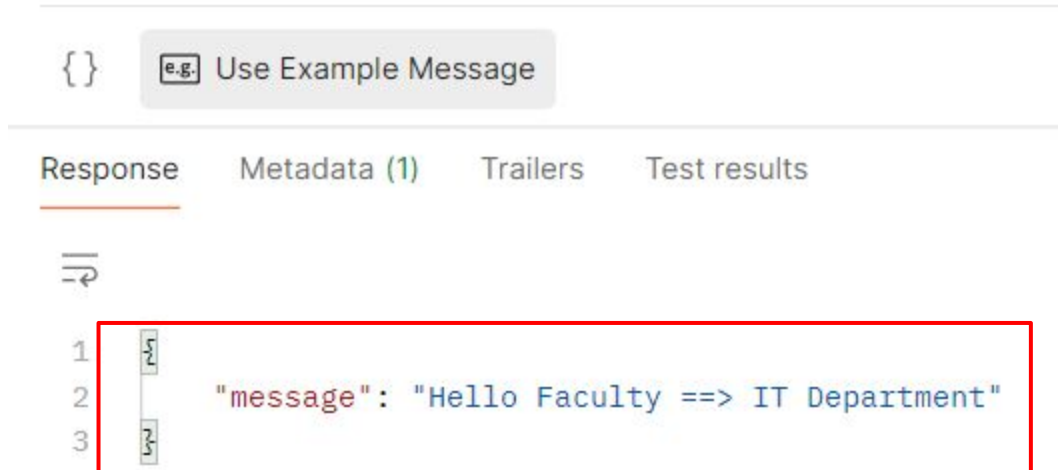 {} e.g. Use Example Message
Response Metadata (1) Trailers Test results
1 {
2 "message": "Hello Faculty ==> IT Department"
3 }